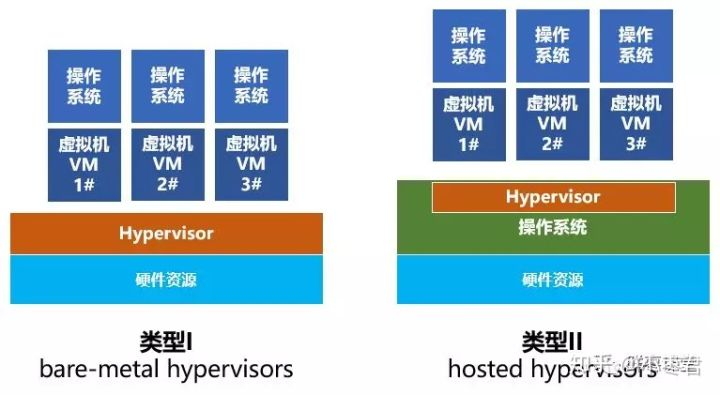 操作
系统
操作
系统
操作
系统
虚拟机
VM
1#
虚拟机
VM
2#
虚拟机
VM
3#
Hypervisor
硬件资源
类型I
bare-metal hypervisors
操作
系统
操作
系统
操作
系统
虚拟机
VM
1#
虚拟机
VM
2#
虚拟机
VM
3#
Hypervisor
操作系统
硬件资源
类型II
hosted hypervisors
知乎